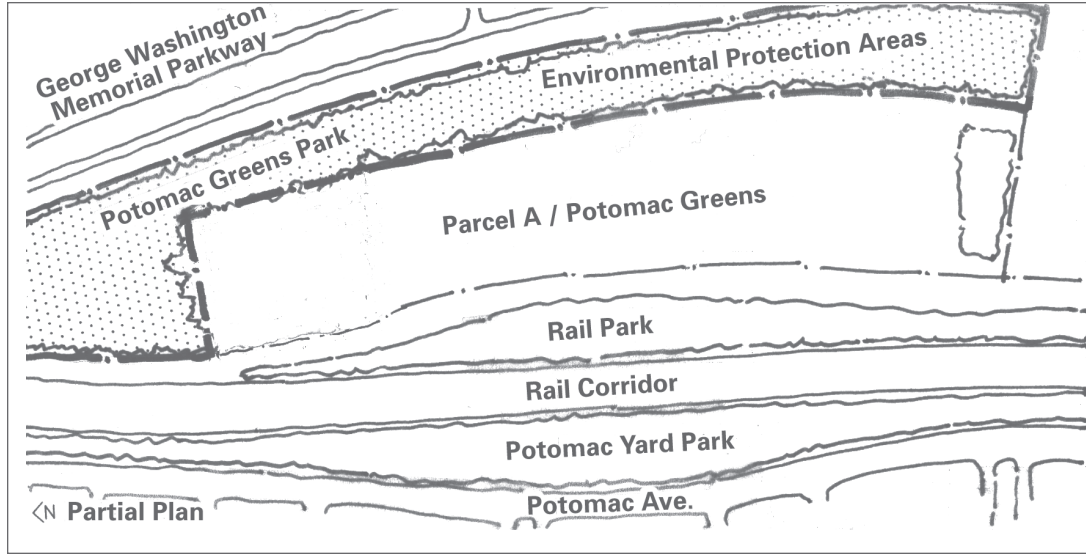 George Washington
Memorial Parkway
Environmental Protection Areas
Potomac Greens Park
Parcel A / Potomac Greens
Rail Park
Rail Corridor
Potomac Yard Park
Potomac Ave.
N Partial Plan